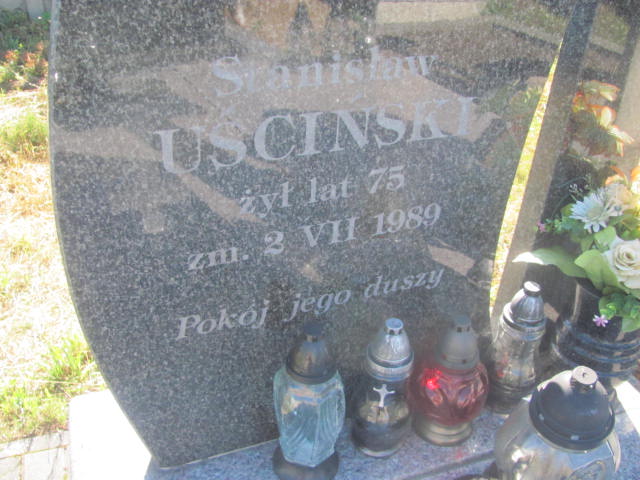 Stanisław
UŚCIŃSKI
żył lat 75
zm. 2 VII 1989
Pokój jego duszy